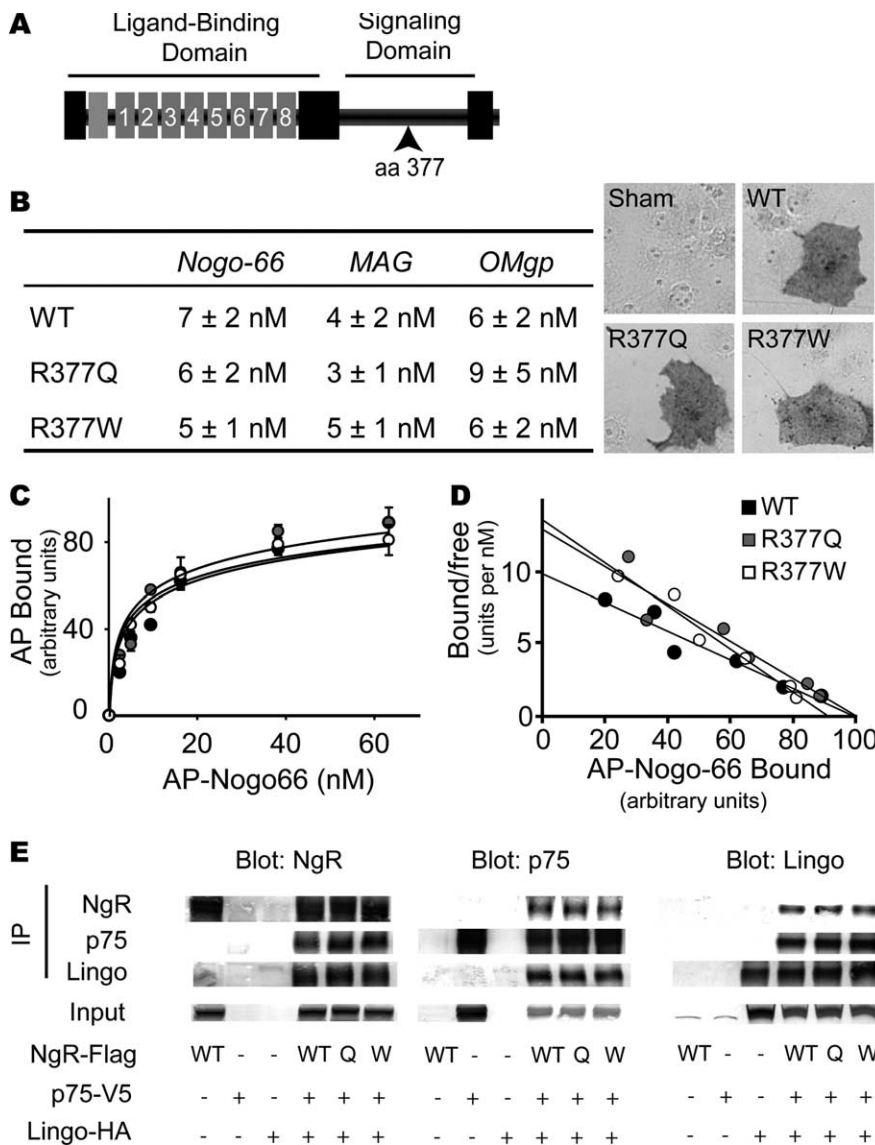 A
Ligand-Binding Domain
Signaling Domain
1 2 3 4 5 6 7 8
aa 377
B
Nogo-66 MAG OMgp
WT 7 ± 2 nM 4 ± 2 nM 6 ± 2 nM
R377Q 6 ± 2 nM 3 ± 1 nM 9 ± 5 nM
R377W 5 ± 1 nM 5 ± 1 nM 6 ± 2 nM
Sham WT
R377Q R377W
C
AP Bound
(arbitrary units)
80
40
0
0 20 40 60
AP-Nogo66 (nM)
D
Bound/free
(units per nM)
10
5
0
0 20 40 60 80 100
AP-Nogo-66 Bound
(arbitrary units)
WT
R377Q
R377W
E
Blot: NgR Blot: p75 Blot: Lingo
IP
NgR
p75
Lingo
Input
NgR-Flag WT - - WT Q W WT - - WT Q W WT - - WT Q W
p75-V5 - + - + + + - + - + + + - + - + + +
Lingo-HA - - + + + + - - + + + + - - + + + +